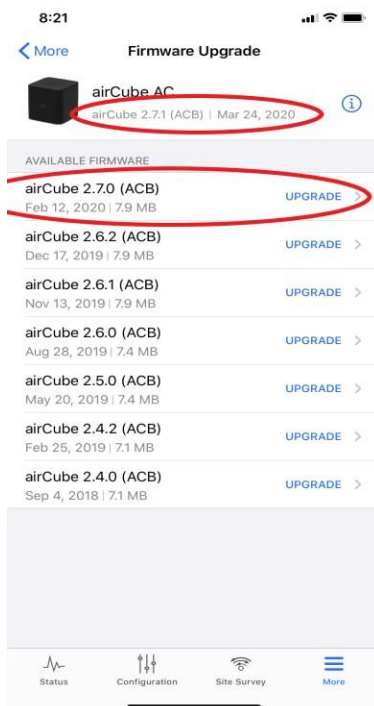 8:21
More Firmware Upgrade
airCube AC
airCube 2.7.1 (ACB) | Mar 24, 2020
AVAILABLE FIRMWARE
airCube 2.7.0 (ACB)
Feb 12, 2020 | 7.9 MB
UPGRADE
airCube 2.6.2 (ACB)
Dec 17, 2019 | 7.9 MB
UPGRADE
airCube 2.6.1 (ACB)
Nov 13, 2019 | 7.9 MB
UPGRADE
airCube 2.6.0 (ACB)
Aug 28, 2019 | 7.4 MB
UPGRADE
airCube 2.5.0 (ACB)
May 20, 2019 | 7.4 MB
UPGRADE
airCube 2.4.2 (ACB)
Feb 25, 2019 | 7.1 MB
UPGRADE
airCube 2.4.0 (ACB)
Sep 4, 2018 | 7.1 MB
UPGRADE
Status Configuration Site Survey More